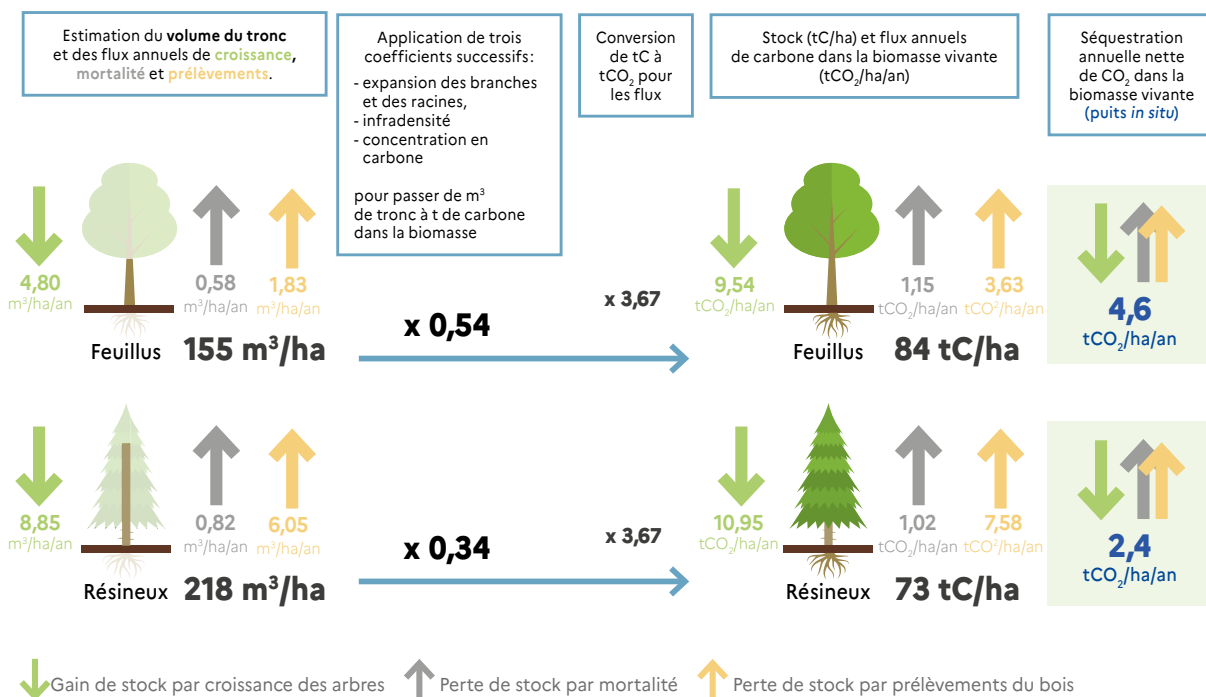 Estimation du volume du tronc
et des flux annuels de croissance,
mortalité et prélèvements.
Application de trois
coefficients successifs :
- expansion des branches
et des racines,
- infradensité
- concentration en
carbone
pour passer de m³
de tronc à t de carbone
dans la biomasse
Conversion
de tC à
tCO₂ pour
les flux
Stock (tC/ha) et flux annuels
de carbone dans la biomasse vivante
(tCO₂/ha/an)
Séquestration
annuelle nette
de CO₂ dans la
biomasse vivante
(puits in situ)
4,80
m³/ha/an
0,58
m³/ha/an
1,83
m³/ha/an
Feuillus 155 m³/ha
x 0,54
x 3,67
9,54
tCO₂/ha/an
1,15
tCO₂/ha/an
3,63
tCO²/ha/an
Feuillus 84 tC/ha
4,6
tCO₂/ha/an
8,85
m³/ha/an
0,82
m³/ha/an
6,05
m³/ha/an
Résineux 218 m³/ha
x 0,34
x 3,67
10,95
tCO₂/ha/an
1,02
tCO₂/ha/an
7,58
tCO²/ha/an
Résineux 73 tC/ha
2,4
tCO₂/ha/an
Gain de stock par croissance des arbres
Perte de stock par mortalité
Perte de stock par prélèvements du bois